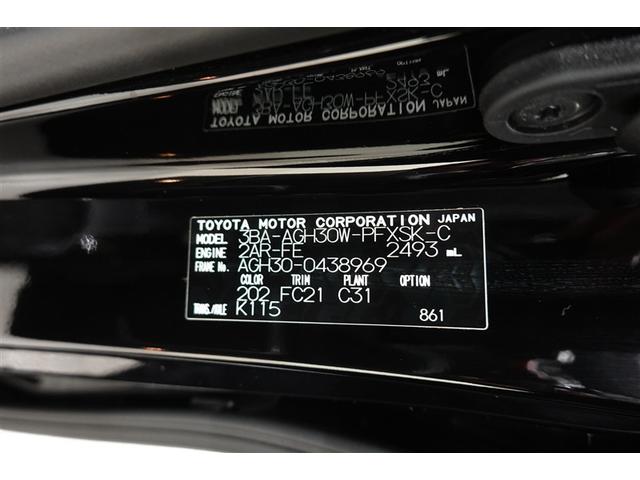 TOYOTA MOTOR CORPORATION JAPAN
MODEL 3BA-AGH30W-PFXSK-C
ENGINE 2AR-FE 2493 mL
FRAME No. AGH30-0438969
COLOR TRIM PLANT OPTION
202 FC21 C31
TRANS./AXLE K115
861